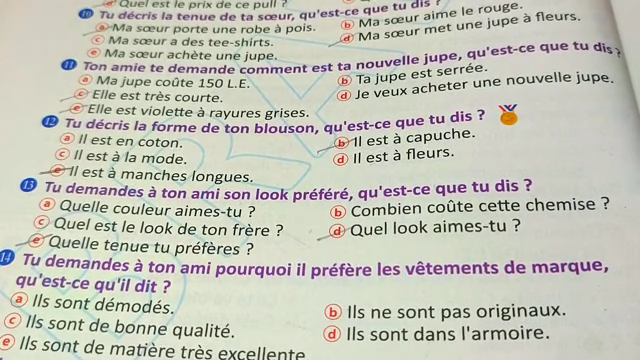 ⓐ Quel est le prix de ce pull ?
10 Tu décris la tenue de ta sœur, qu'est-ce que tu dis ?
ⓐ Ma sœur porte une robe à pois. ⓑ Ma sœur aime le rouge.
ⓒ Ma sœur a des tee-shirts. ⓓ Ma sœur met une jupe à fleurs.
ⓔ Ma sœur achète une jupe.
11 Ton amie te demande comment est ta nouvelle jupe, qu'est-ce que tu dis ?
ⓐ Ma jupe coûte 150 L.E. ⓑ Ta jupe est serrée.
ⓒ Elle est très courte. ⓓ Je veux acheter une nouvelle jupe.
ⓔ Elle est violette à rayures grises.
12 Tu décris la forme de ton blouson, qu'est-ce que tu dis ?
ⓐ Il est en coton. ⓑ Il est à capuche.
ⓒ Il est à la mode. ⓓ Il est à fleurs.
ⓔ Il est à manches longues.
13 Tu demandes à ton ami son look préféré, qu'est-ce que tu dis ?
ⓐ Quelle couleur aimes-tu ? ⓑ Combien coûte cette chemise ?
ⓒ Quel est le look de ton frère ? ⓓ Quel look aimes-tu ?
ⓔ Quelle tenue tu préfères ?
14 Tu demandes à ton ami pourquoi il préfère les vêtements de marque,
qu'est-ce qu'il dit ?
ⓐ Ils sont démodés. ⓑ Ils ne sont pas originaux.
ⓒ Ils sont de bonne qualité. ⓓ Ils sont dans l'armoire.
ⓔ Ils sont de matière très excellente